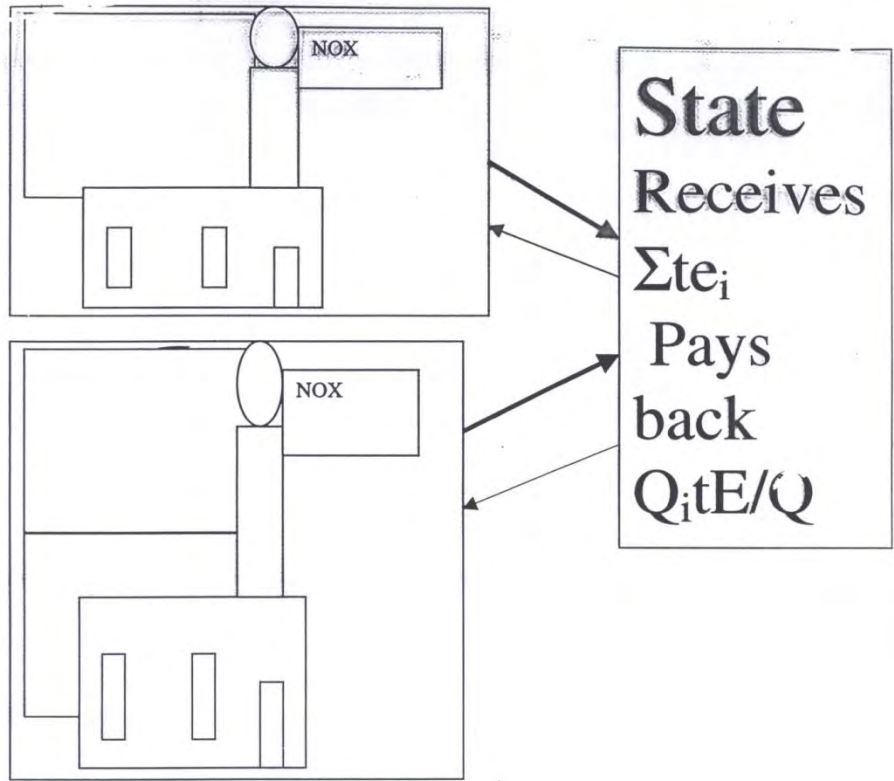 NOX
State
Receives
Σteᵢ
Pays
back
QᵢtE/Q
NOX